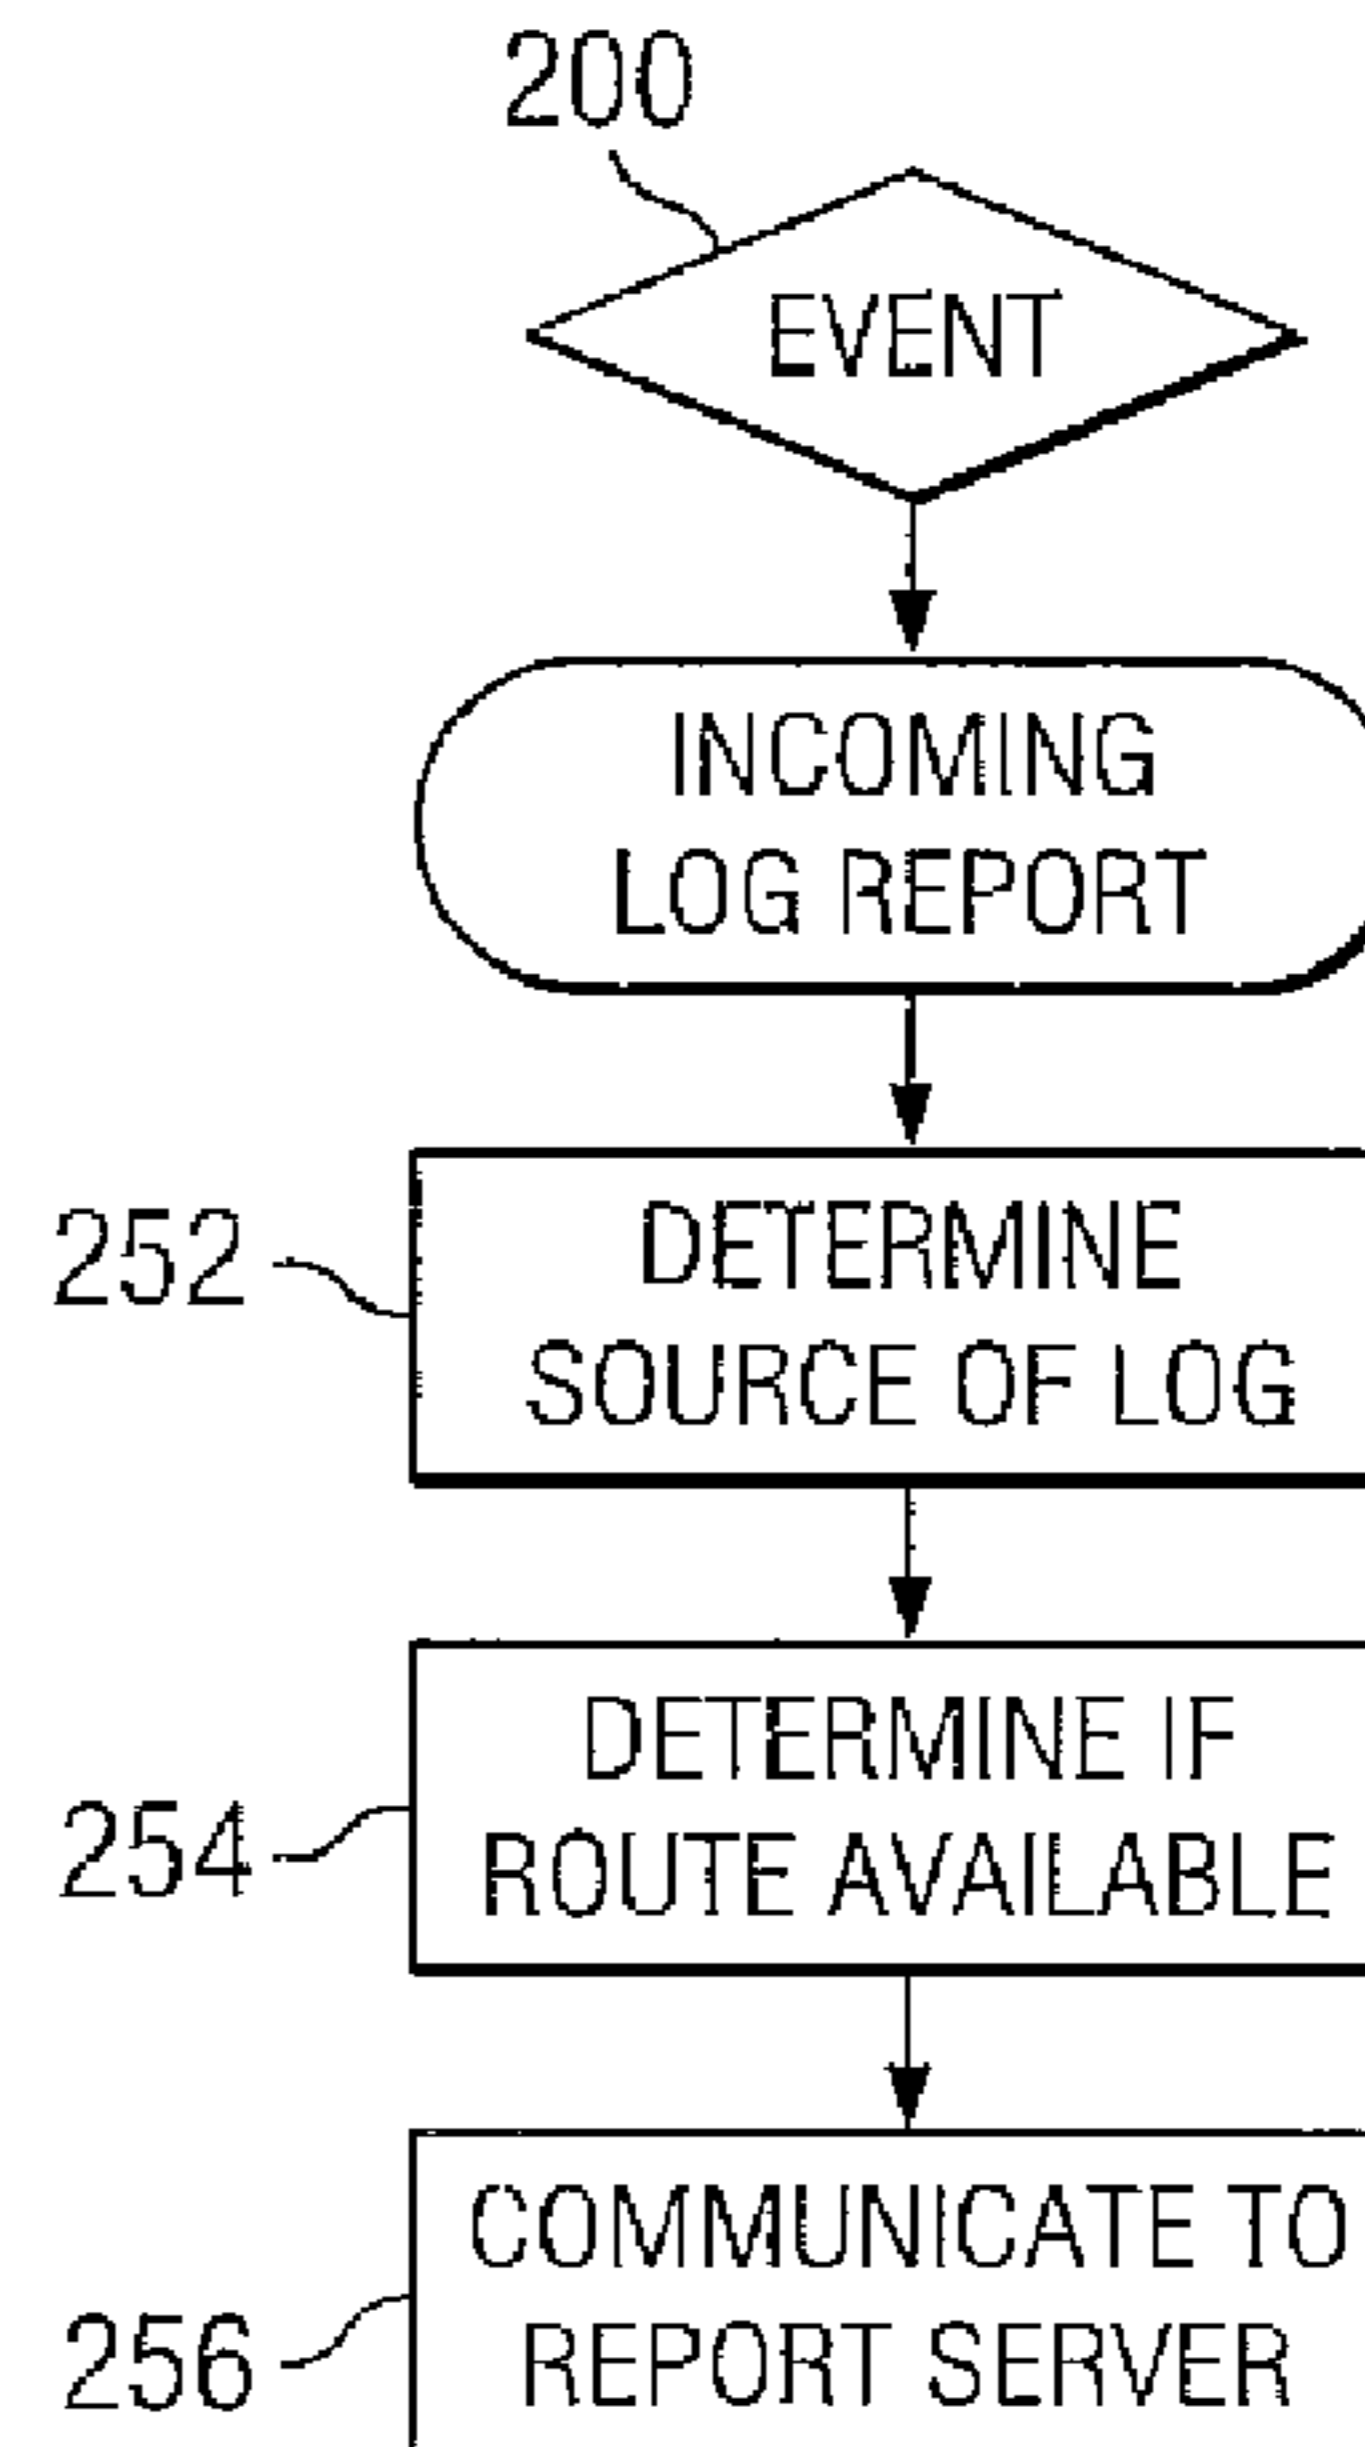 200
EVENT
INCOMING
LOG REPORT
252
DETERMINE
SOURCE OF LOG
254
DETERMINE IF
ROUTE AVAILABLE
256
COMMUNICATE TO
REPORT SERVER